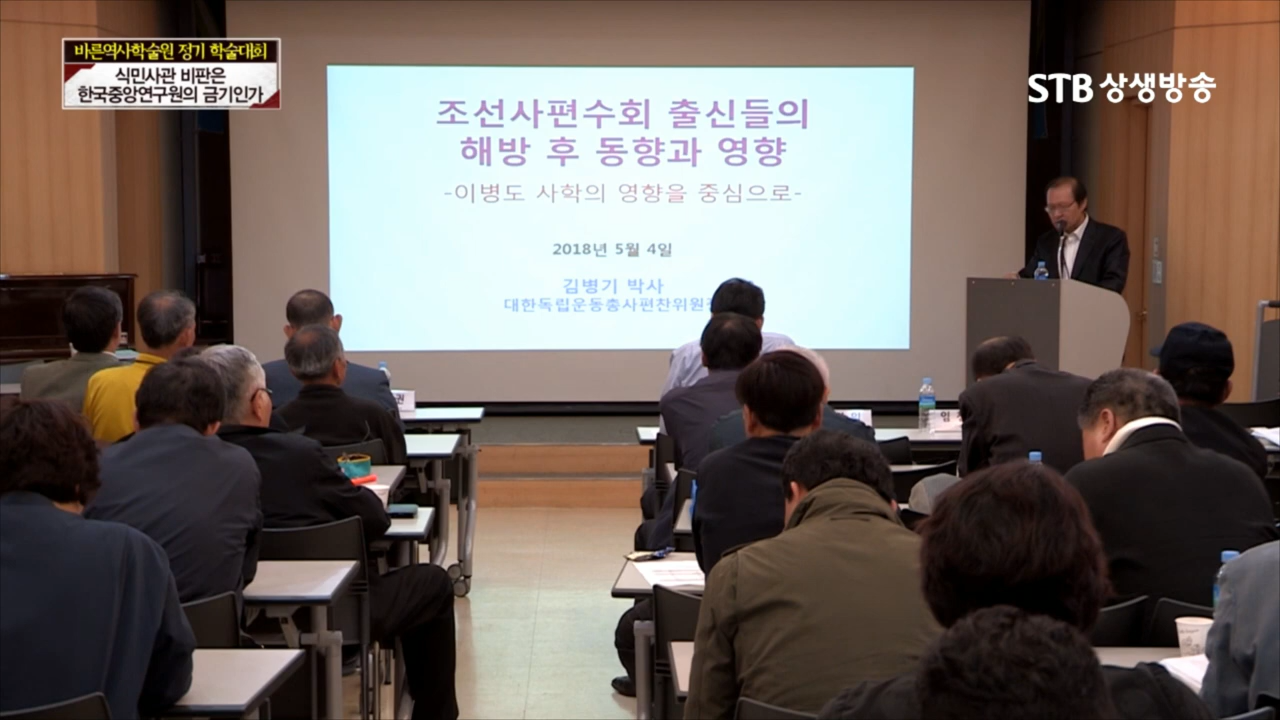 바른역사학술원 정기 학술대회
식민사관 비판은
한국중앙연구원의 금기인가
STB 상생방송
조선사편수회 출신들의
해방 후 동향과 영향
-이병도 사학의 영향을 중심으로-
2018년 5월 4일
김병기 박사
대한독립운동총사편찬위원장
권
임